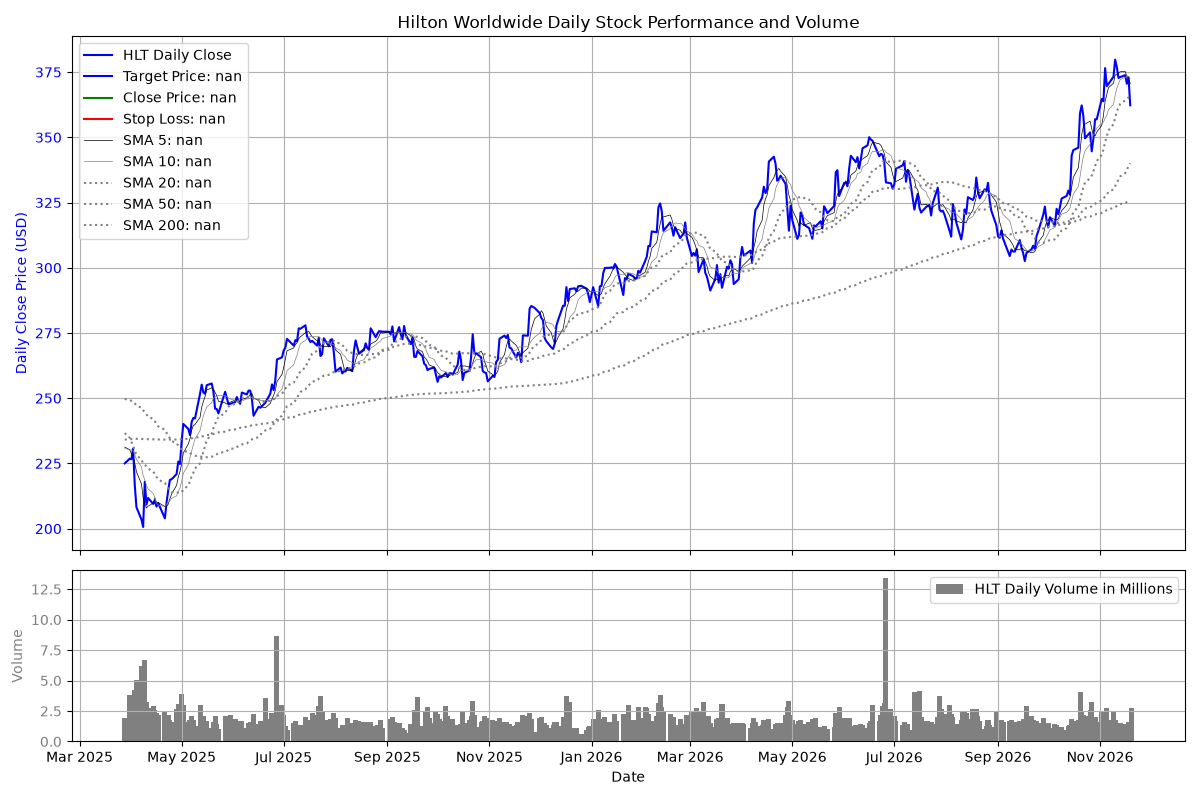 Hilton Worldwide Daily Stock Performance and Volume
HLT Daily Close
Target Price: nan
Close Price: nan
Stop Loss: nan
SMA 5: nan
SMA 10: nan
SMA 20: nan
SMA 50: nan
SMA 200: nan
375
350
325
300
275
250
225
200
Daily Close Price (USD)
HLT Daily Volume in Millions
12.5
10.0
7.5
5.0
2.5
0.0
Volume
Mar 2025 May 2025 Jul 2025 Sep 2025 Nov 2025 Jan 2026 Mar 2026 May 2026 Jul 2026 Sep 2026 Nov 2026
Date